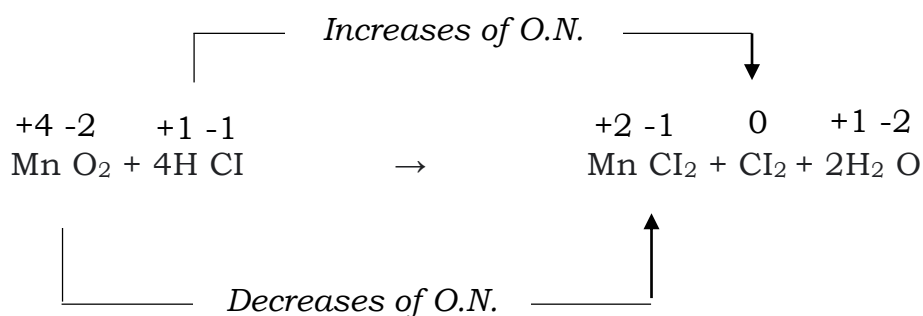 Increases of O.N.
+4 -2 +1 -1 +2 -1 0 +1 -2
Mn O₂ + 4H CI → Mn CI₂ + CI₂ + 2H₂ O
Decreases of O.N.